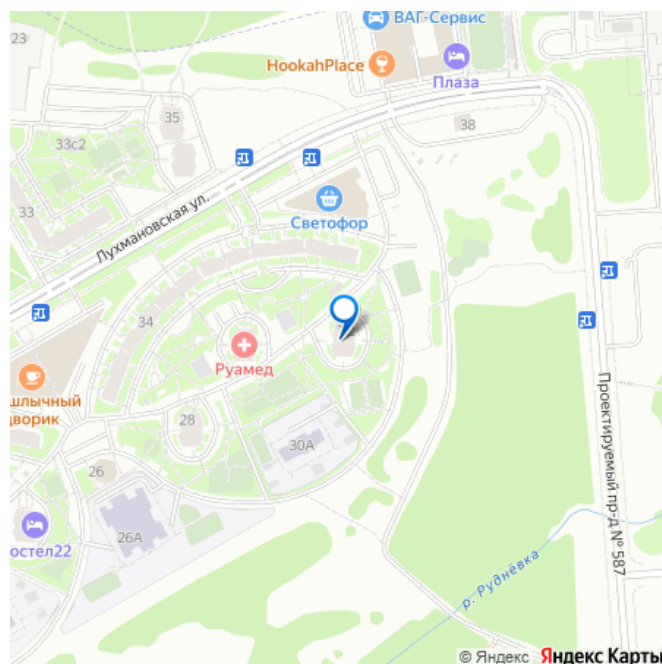 23
ВАГ-Сервис
HookahPlace
Плаза
35
38
33с2
33
Лухмановская ул.
Светофор
34
Руамед
шлычный
дворик
28
30А
26
26А
остел22
Проектируемый пр-д № 587
р. Руднёвка
© Яндекс Яндекс Карты